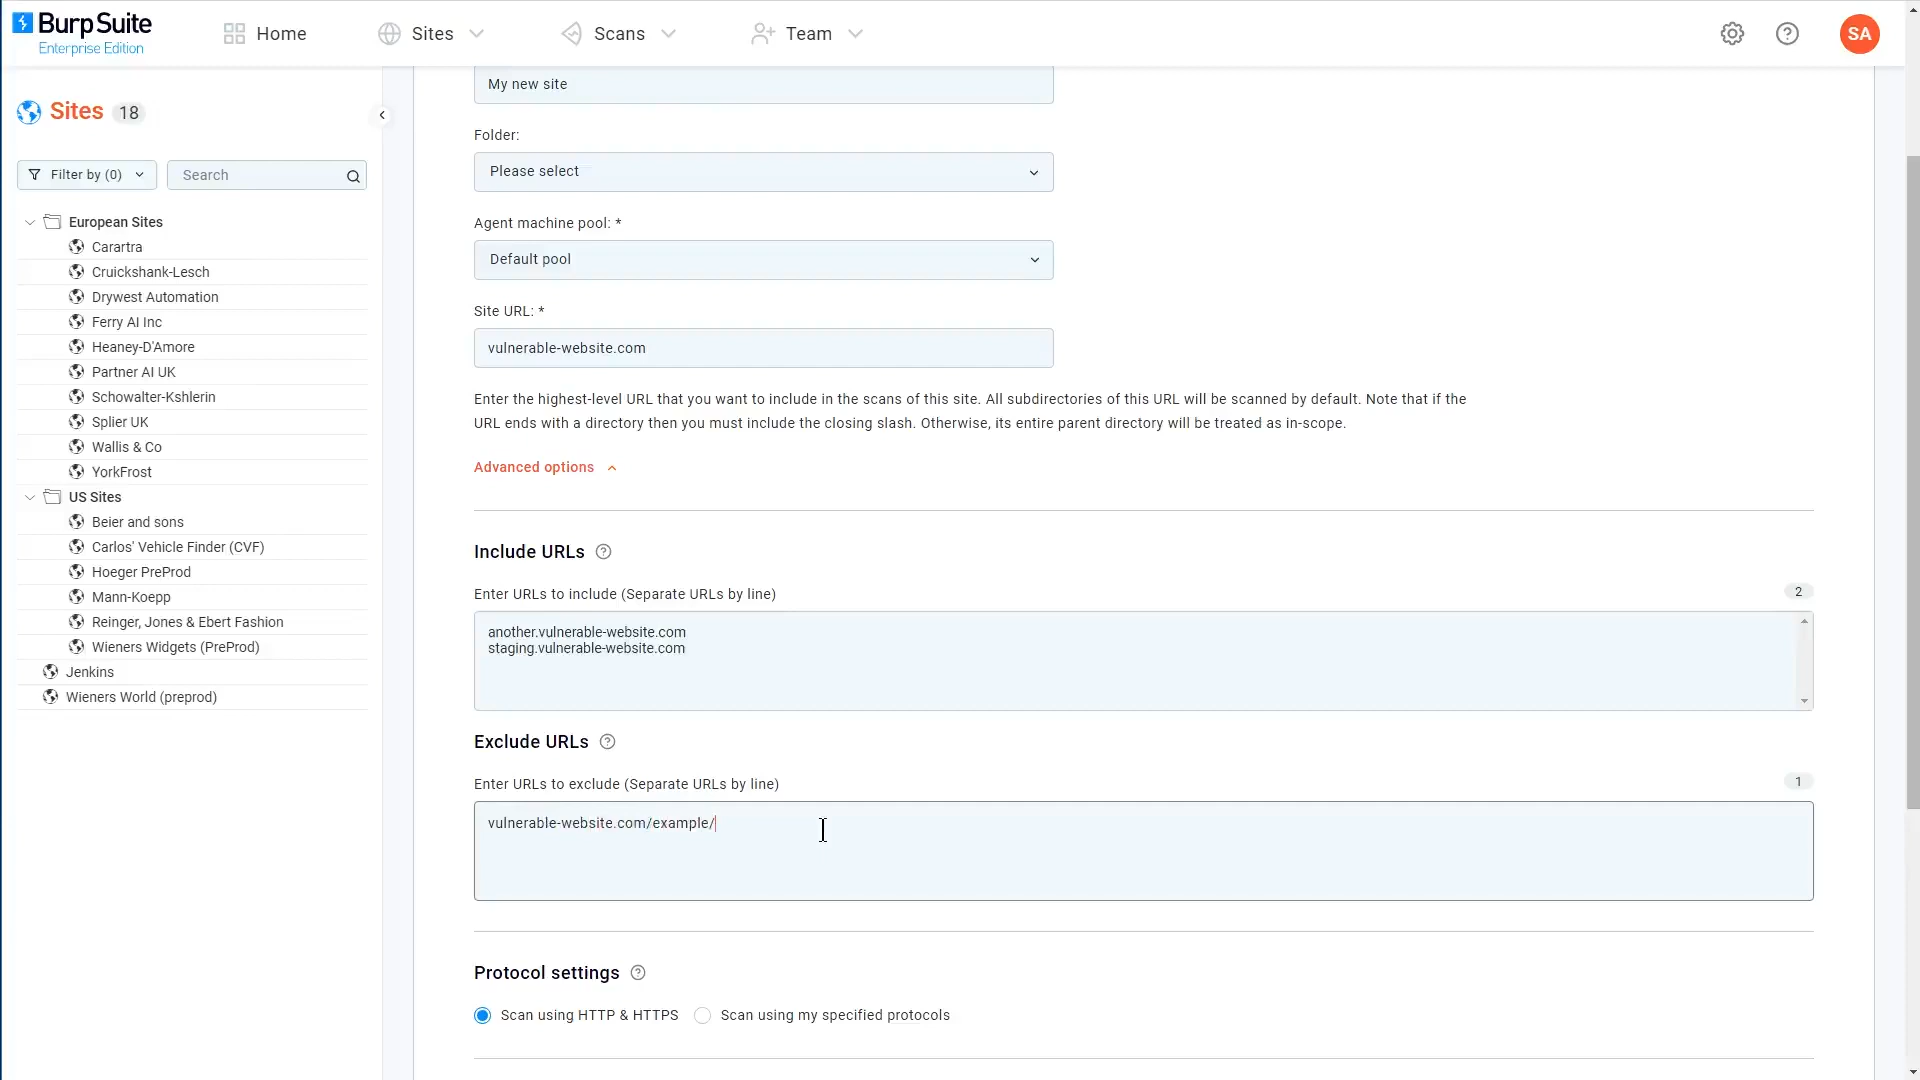 BurpSuite
Enterprise Edition
Home
Sites
Scans
Team
SA
Sites 18
Filter by (0)
Search
European Sites
Carartra
Cruickshank-Lesch
Drywest Automation
Ferry AI Inc
Heaney-D'Amore
Partner AI UK
Schowalter-Kshlerin
Splier UK
Wallis & Co
YorkFrost
US Sites
Beier and sons
Carlos' Vehicle Finder (CVF)
Hoeger PreProd
Mann-Koepp
Reinger, Jones & Ebert Fashion
Wieners Widgets (PreProd)
Jenkins
Wieners World (preprod)
My new site
Folder:
Please select
Agent machine pool: *
Default pool
Site URL: *
vulnerable-website.com
Enter the highest-level URL that you want to include in the scans of this site. All subdirectories of this URL will be scanned by default. Note that if the
URL ends with a directory then you must include the closing slash. Otherwise, its entire parent directory will be treated as in-scope.
Advanced options
Include URLs
Enter URLs to include (Separate URLs by line) 2
another.vulnerable-website.com
staging.vulnerable-website.com
Exclude URLs
Enter URLs to exclude (Separate URLs by line) 1
vulnerable-website.com/example/
Protocol settings
Scan using HTTP & HTTPS
Scan using my specified protocols